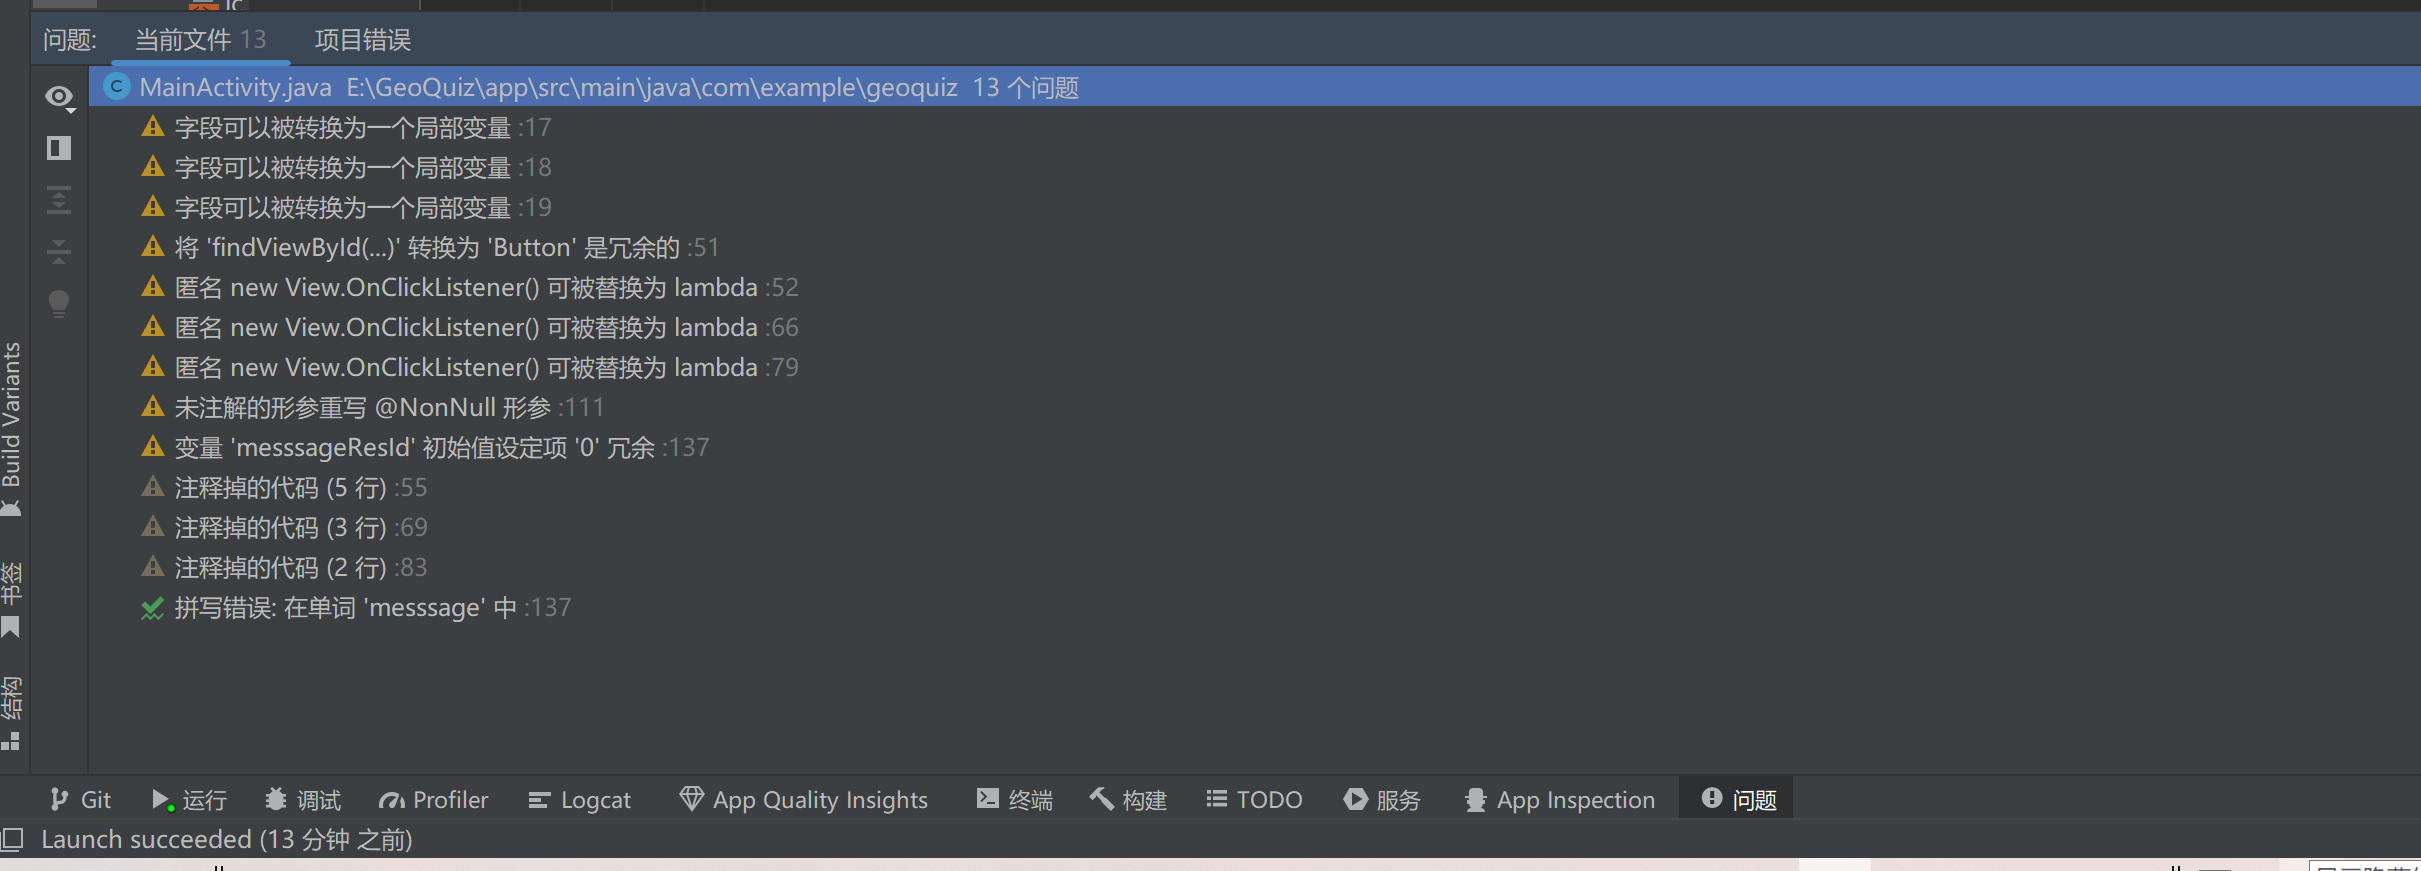 问题: 当前文件 13 项目错误
MainActivity.java E:\GeoQuiz\app\src\main\java\com\example\geoquiz 13 个问题
字段可以被转换为一个局部变量 :17
字段可以被转换为一个局部变量 :18
字段可以被转换为一个局部变量 :19
将 'findViewById(...)' 转换为 'Button' 是冗余的 :51
匿名 new View.OnClickListener() 可被替换为 lambda :52
匿名 new View.OnClickListener() 可被替换为 lambda :66
匿名 new View.OnClickListener() 可被替换为 lambda :79
未注解的形参重写 @NonNull 形参 :111
变量 'messsageResId' 初始值设定项 '0' 冗余 :137
注释掉的代码 (5 行) :55
注释掉的代码 (3 行) :69
注释掉的代码 (2 行) :83
拼写错误: 在单词 'messsage' 中 :137
Build Variants
书签
结构
Git 运行 调试 Profiler Logcat App Quality Insights 终端 构建 TODO 服务 App Inspection 问题
Launch succeeded (13 分钟 之前)